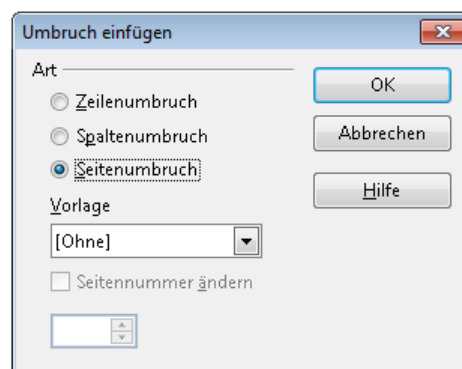 Umbruch einfügen
Art
Zeilenumbruch
Spaltenumbruch
Seitenumbruch
Vorlage
[Ohne]
Seitennummer ändern
OK
Abbrechen
Hilfe